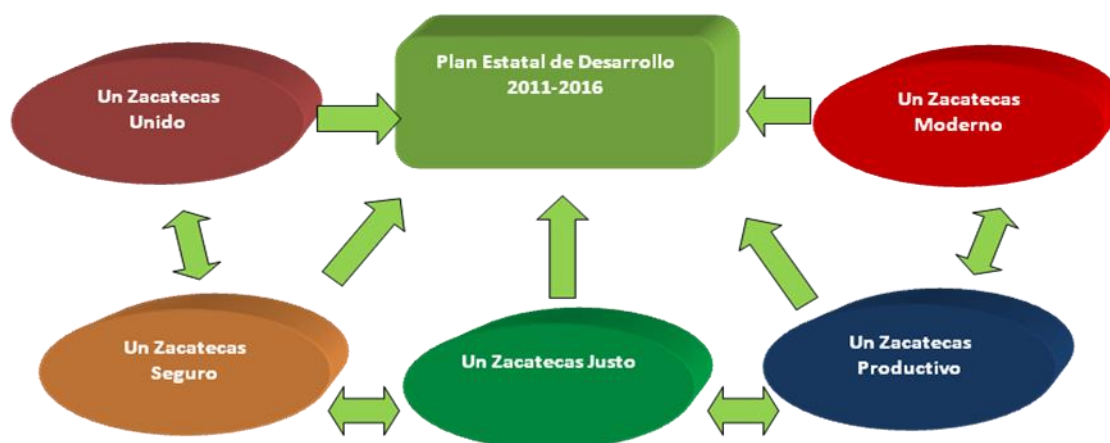 Plan Estatal de Desarrollo
2011-2016
Un Zacatecas
Unido
Un Zacatecas
Moderno
Un Zacatecas
Seguro
Un Zacatecas Justo
Un Zacatecas
Productivo